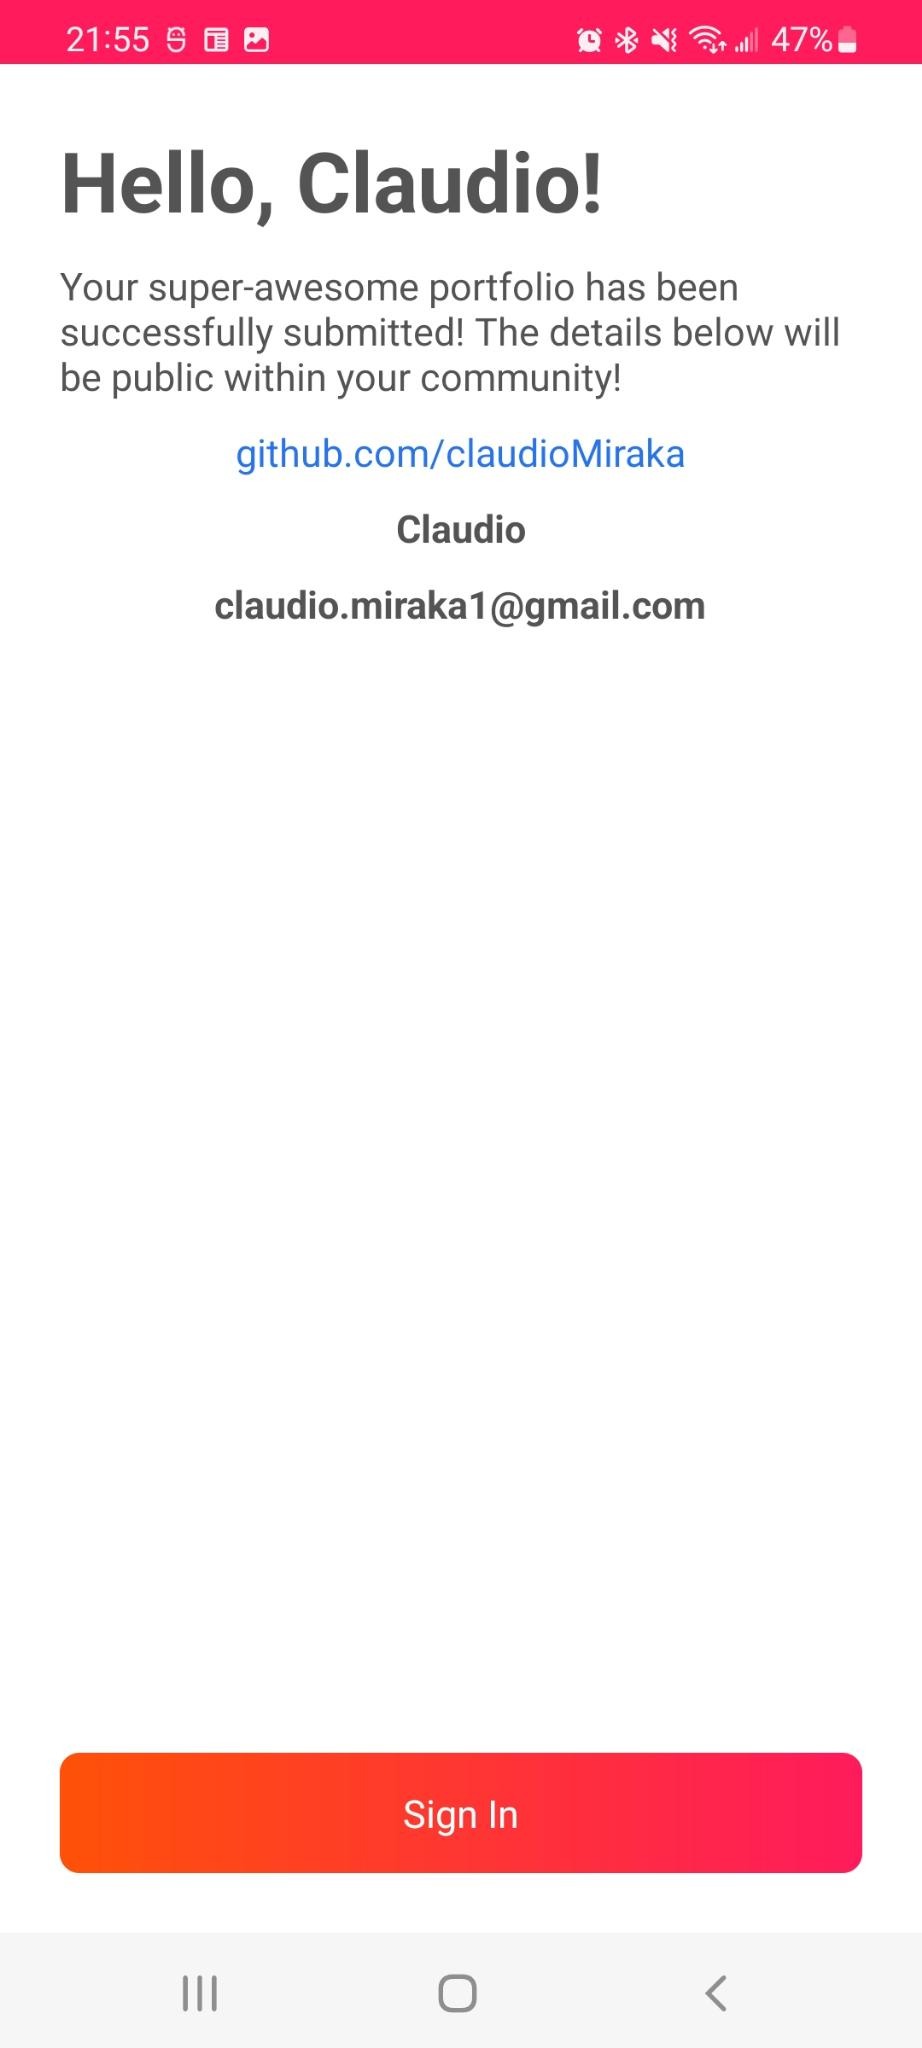 21:55
47%
Hello, Claudio!
Your super-awesome portfolio has been
successfully submitted! The details below will
be public within your community!
github.com/claudioMiraka
Claudio
claudio.miraka1@gmail.com
Sign In